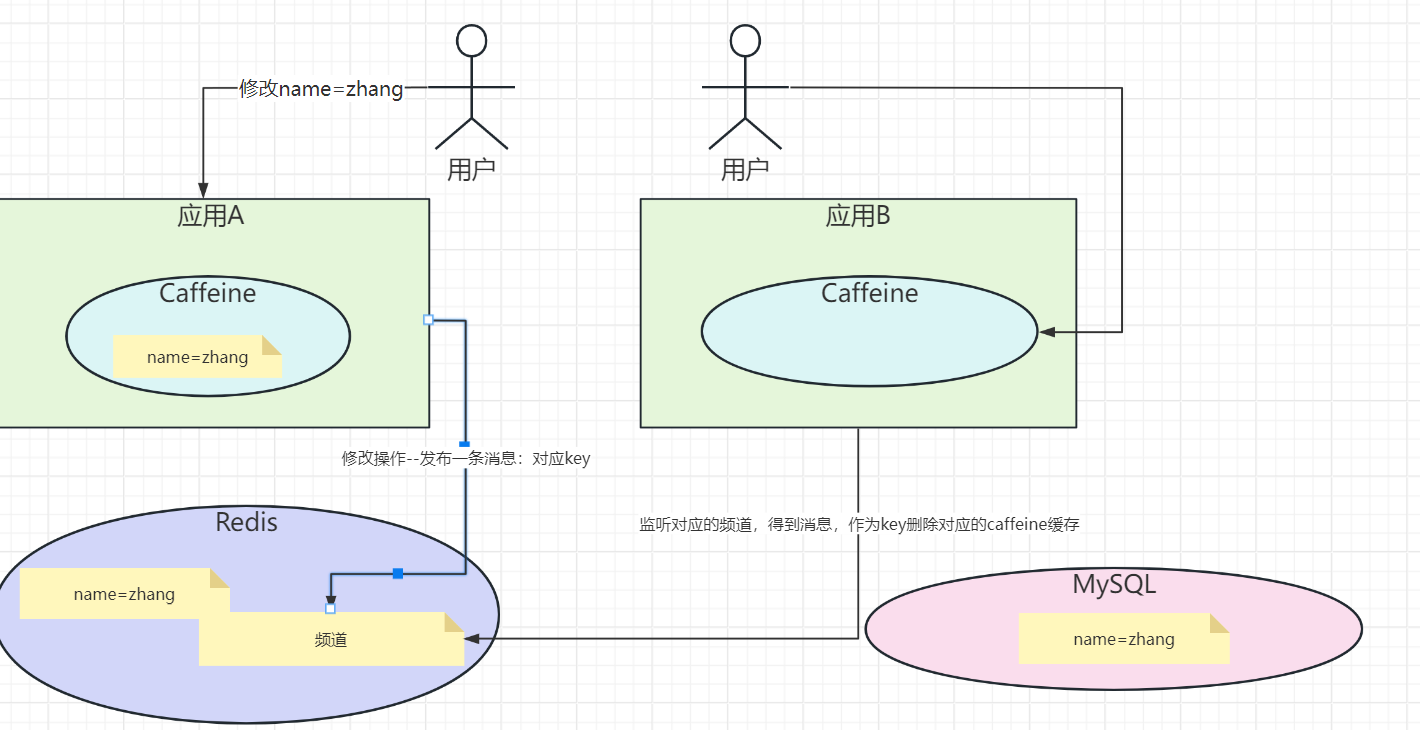 修改name=zhang
用户
用户
应用A
应用B
Caffeine
Caffeine
name=zhang
修改操作--发布一条消息：对应key
Redis
监听对应的频道，得到消息，作为key删除对应的caffeine缓存
MySQL
name=zhang
频道
name=zhang